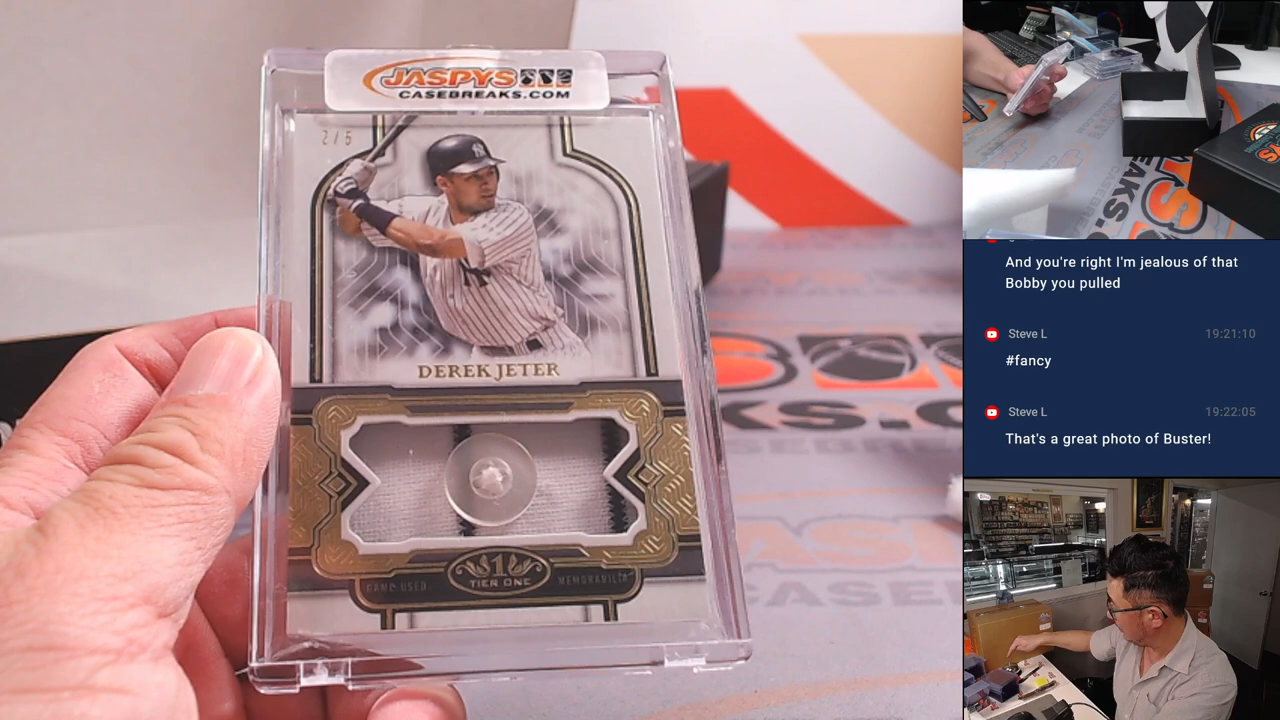 JASPYS
CASEBREAKS.COM
2/5
DEREK JETER
GAME-USED
1
TIER ONE
MEMORABILIA
And you're right I'm jealous of that
Bobby you pulled
Steve L
19:21:10
#fancy
Steve L
19:22:05
That's a great photo of Buster!